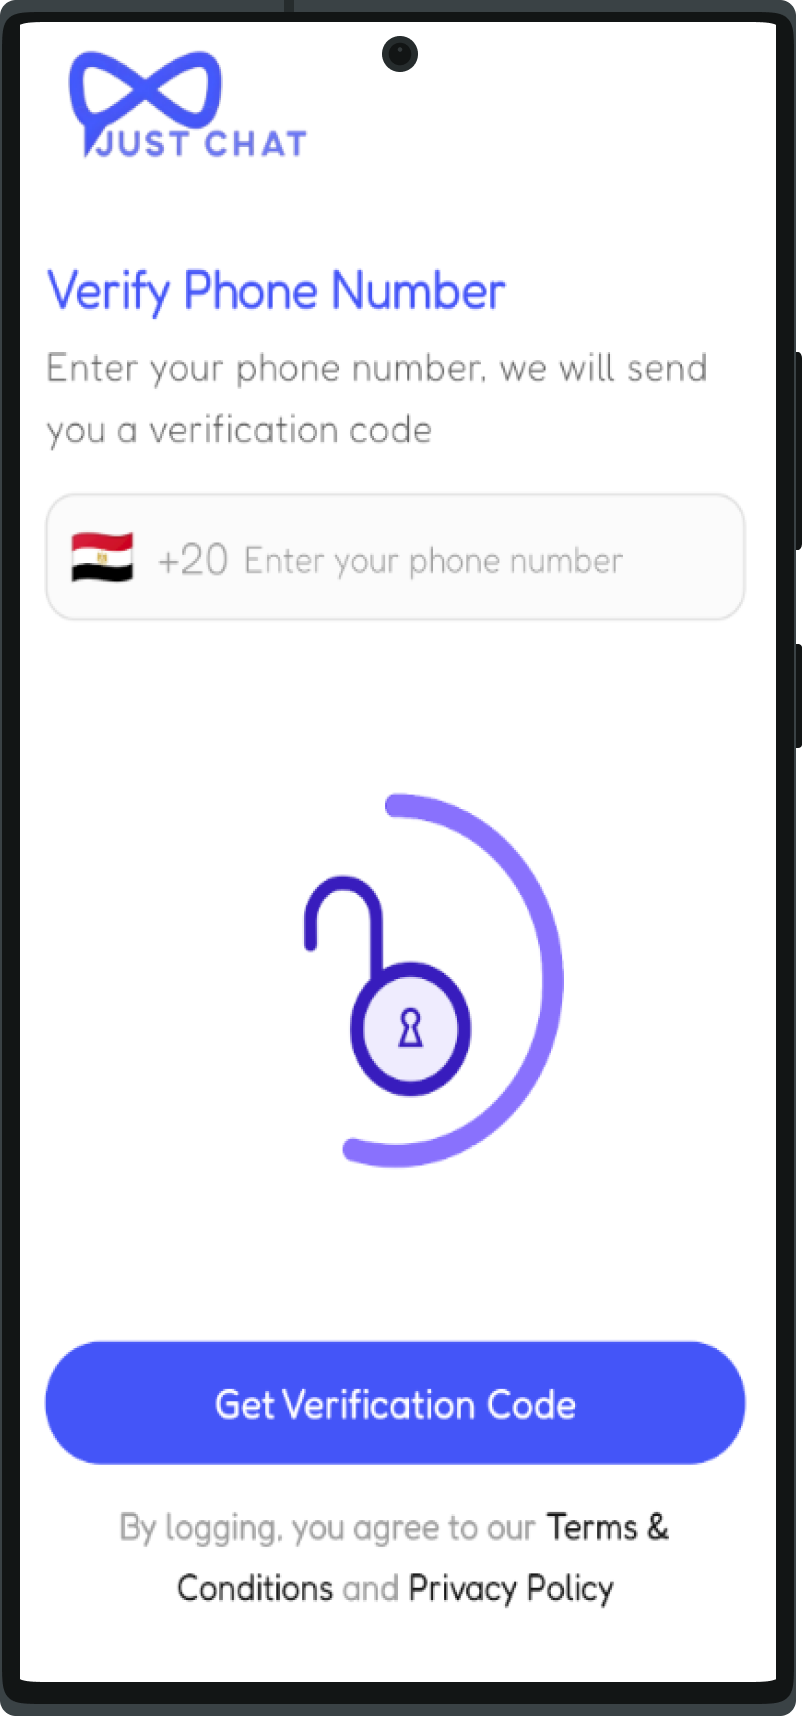 JUST CHAT
Verify Phone Number
Enter your phone number, we will send
you a verification code
+20 Enter your phone number
Get Verification Code
By logging, you agree to our Terms &
Conditions and Privacy Policy